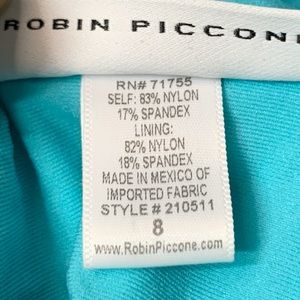 ROBIN PICCONE
RN# 71755
SELF: 83% NYLON
17% SPANDEX
LINING:
82% NYLON
18% SPANDEX
MADE IN MEXICO OF
IMPORTED FABRIC
STYLE # 210511
8
www.RobinPiccone.com